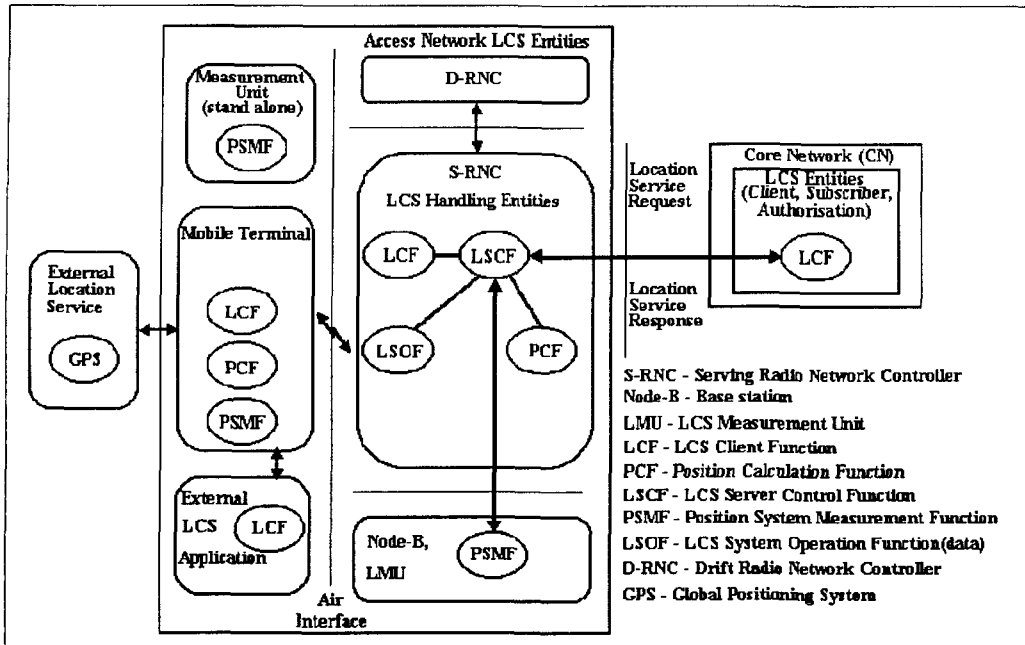 Access Network LCS Entities
D-RNC
Measurement
Unit
(stand alone)
PSMF
S-RNC
LCS Handling Entities
LCF
LSCF
LSOF
PCF
Location
Service
Request
Location
Service
Response
Core Network (CN)
LCS Entities
(Client, Subscriber,
Authorisation)
LCF
Mobile Terminal
LCF
PCF
PSMF
External
Location
Service
GPS
External
LCS
Application
LCF
Node-B,
LMU
PSMF
Air
Interface
S-RNC - Serving Radio Network Controller
Node-B - Base station
LMU - LCS Measurement Unit
LCF - LCS Client Function
PCF - Position Calculation Function
LSCF - LCS Server Control Function
PSMF - Position System Measurement Function
LSOF - LCS System Operation Function(data)
D-RNC - Drift Radio Network Controller
GPS - Global Positioning System